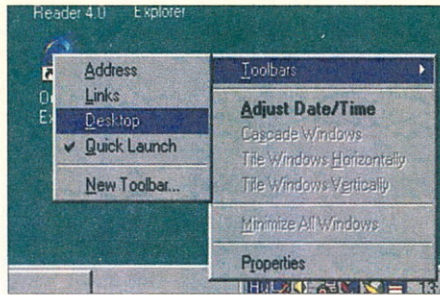 Reader 4.0 Explorer
Address
Links
Desktop
✔ Quick Launch
New Toolbar...
Toolbars
Adjust Date/Time
Cascade Windows
Tile Windows Horizontally
Tile Windows Vertically
Minimize All Windows
Properties